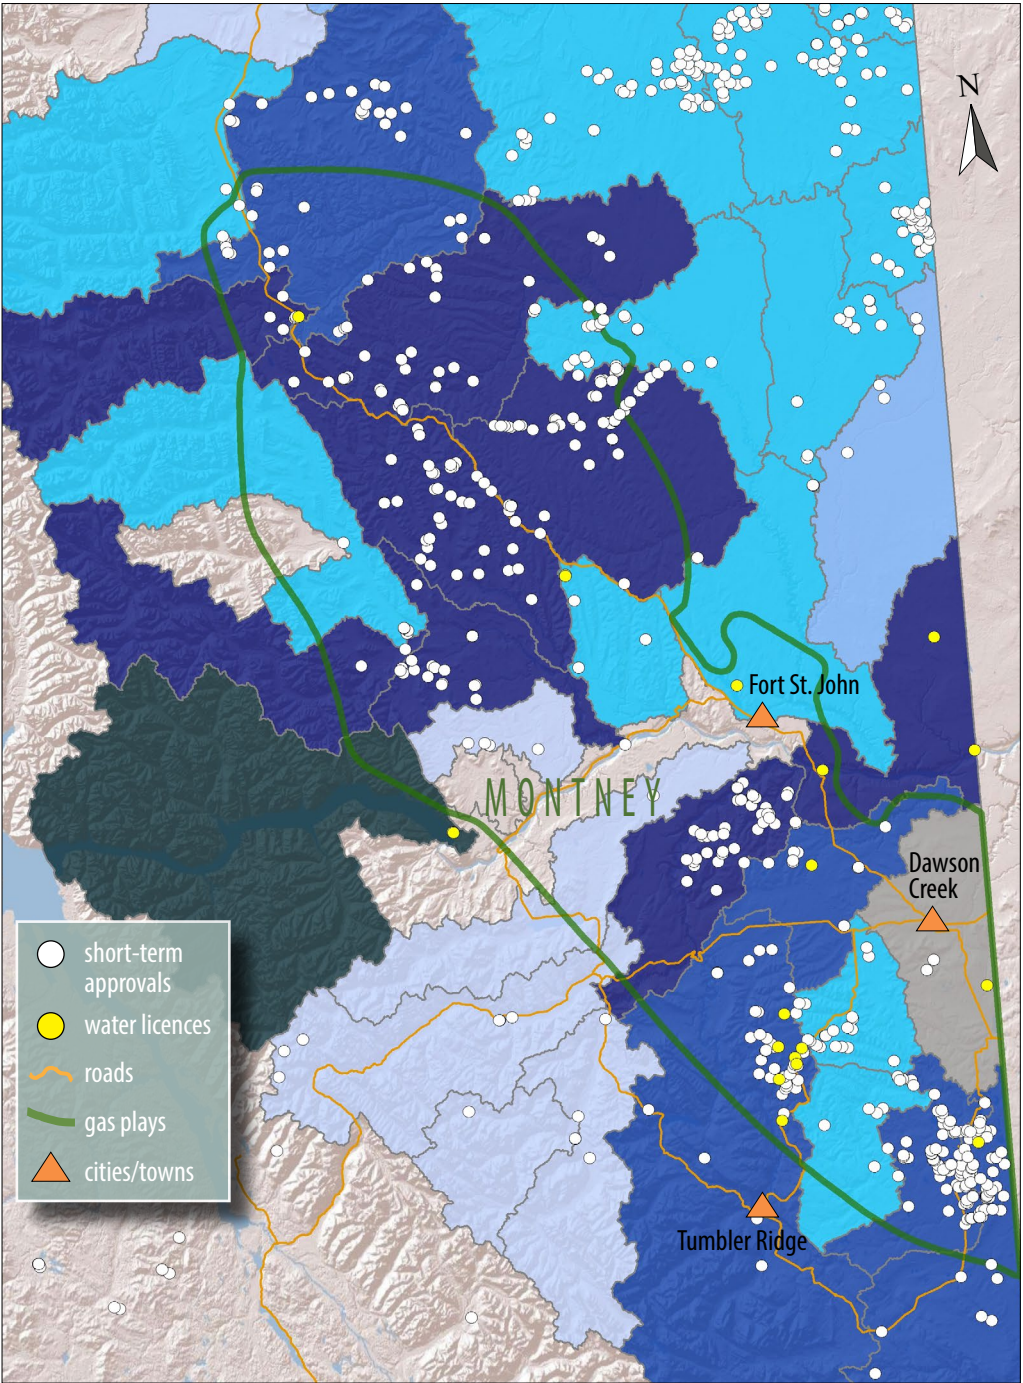 N
Fort St. John
MONTNEY
Dawson
Creek
short-term
approvals
water licences
roads
gas plays
cities/towns
Tumbler Ridge